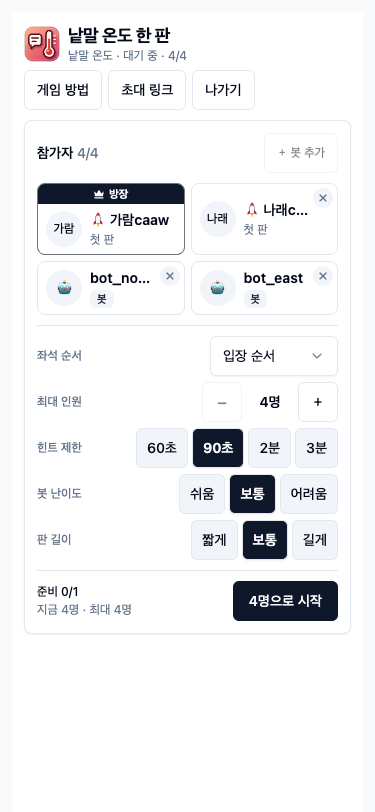 낱말 온도 한 판
낱말 온도 · 대기 중 · 4/4
게임 방법
초대 링크
나가기
참가자 4/4
+ 봇 추가
방장
가람
가람caaw
첫 판
나래
나래c...
첫 판
bot_no...
봇
bot_east
봇
좌석 순서
입장 순서
최대 인원
– 4명 +
힌트 제한
60초 90초 2분 3분
봇 난이도
쉬움 보통 어려움
판 길이
짧게 보통 길게
준비 0/1
지금 4명 · 최대 4명
4명으로 시작